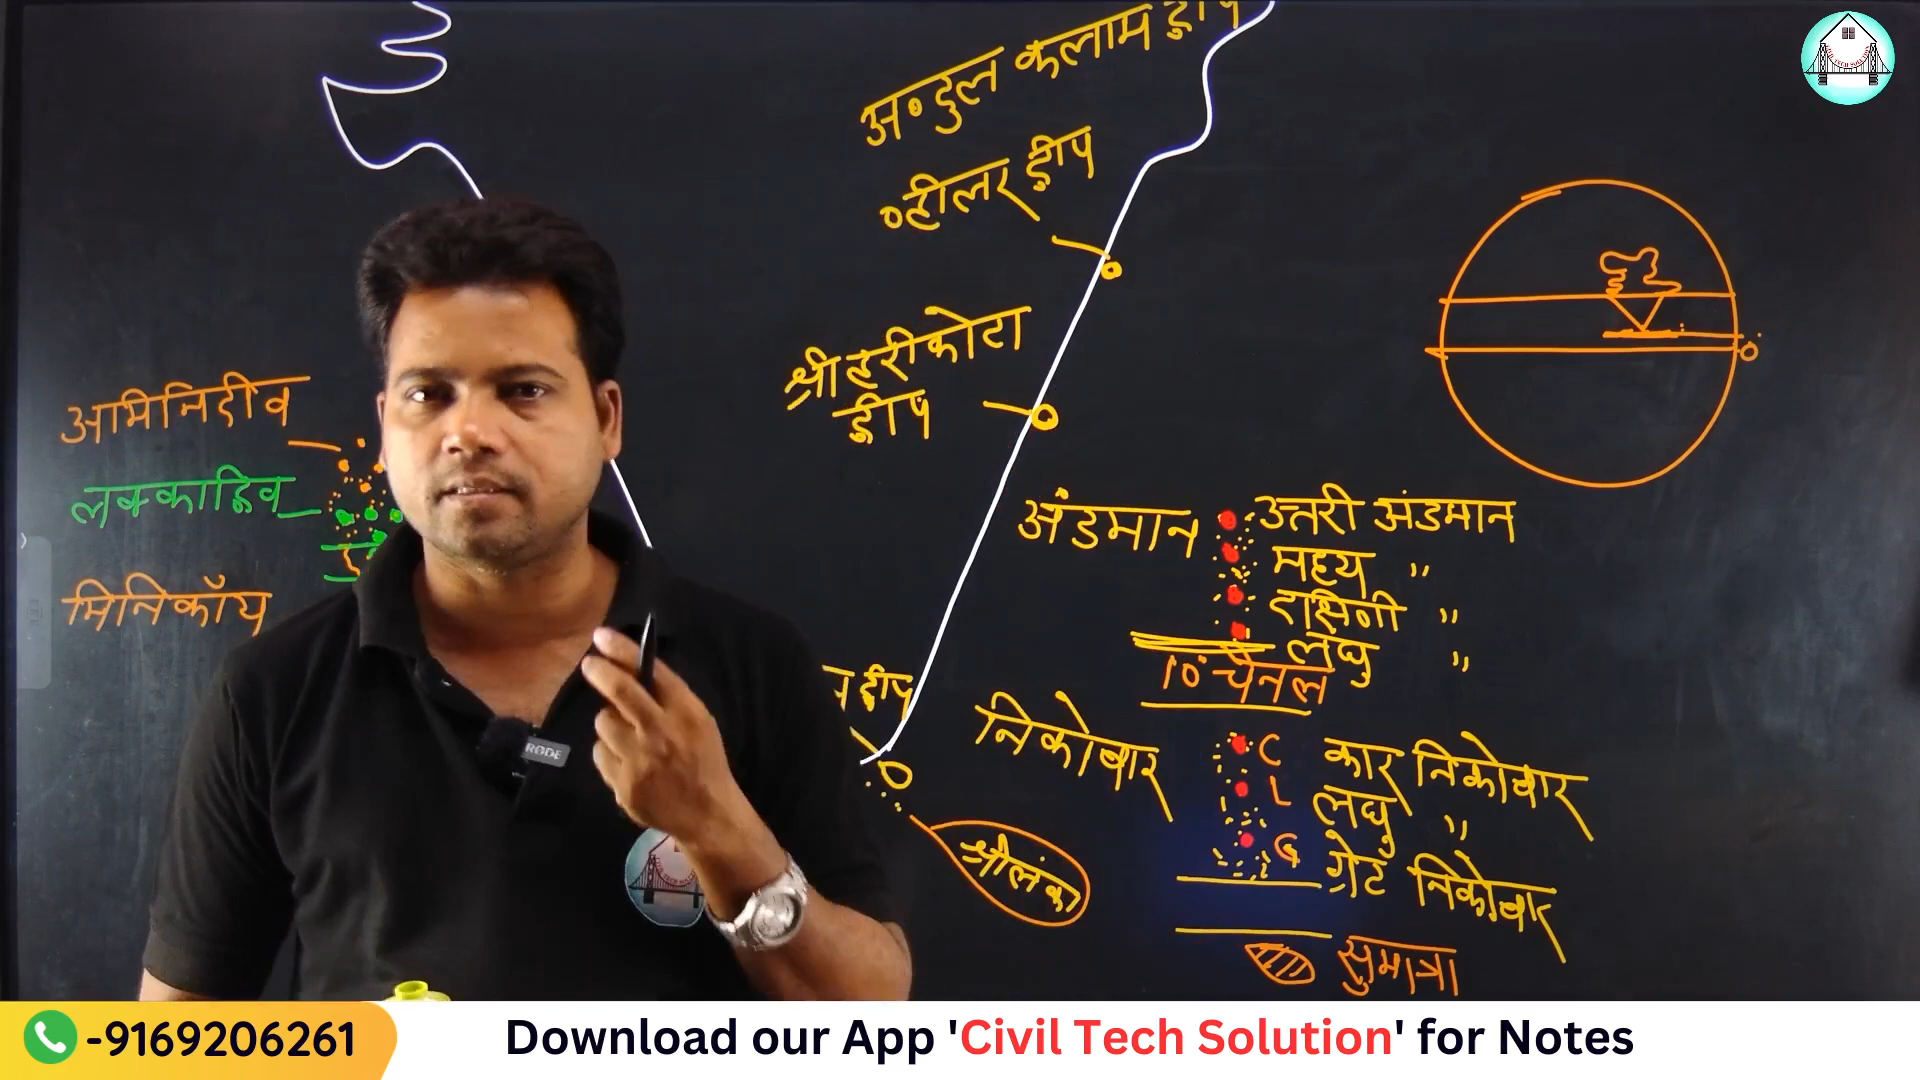 अब्दुल कलाम द्वीप
व्हीलर द्वीप
श्रीहरीकोटा
द्वीप
अमिनिदीव
लक्काद्विव
मिनिकॉय
अंडमान
उत्तरी अंडमान
मध्य "
दक्षिणी "
लघु "
10° चैनल
द्वीप
निकोबार
C कार निकोबार
L लघु "
G ग्रेट निकोबार
श्रीलंका
सुमात्रा
RODE
-9169206261
Download our App 'Civil Tech Solution' for Notes